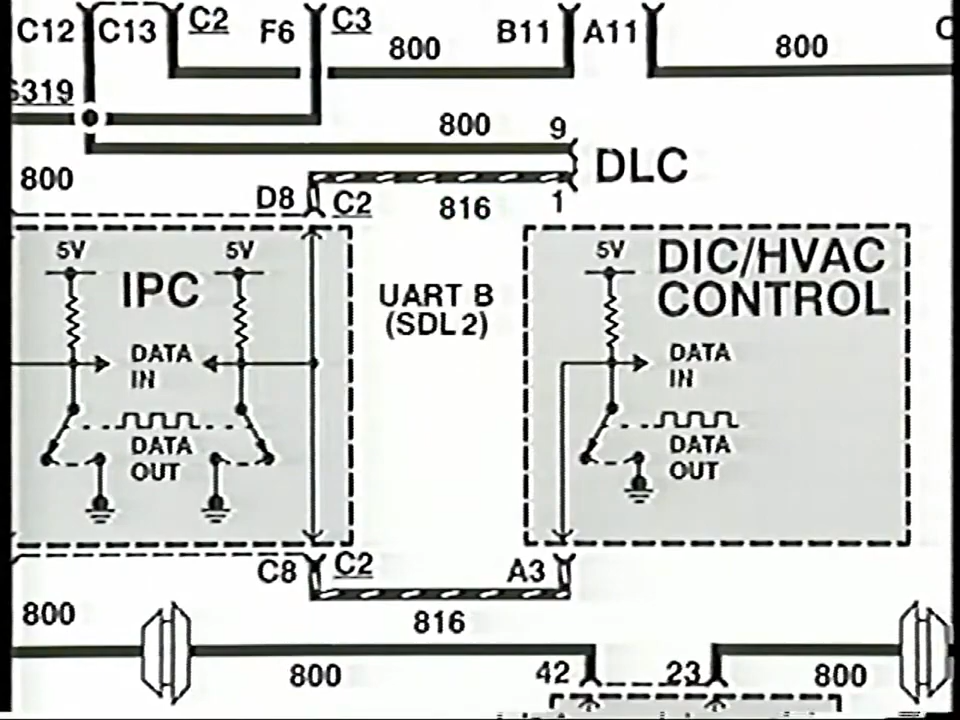 C12 C13 C2 F6 C3 B11 A11
800 800
S319
800 9
DLC
800
D8 C2 816 1
5V 5V 5V
IPC
DIC/HVAC
CONTROL
UART B
(SDL 2)
DATA
IN
DATA
IN
DATA
OUT
DATA
OUT
C8 C2 A3
816
800
800 42 23 800